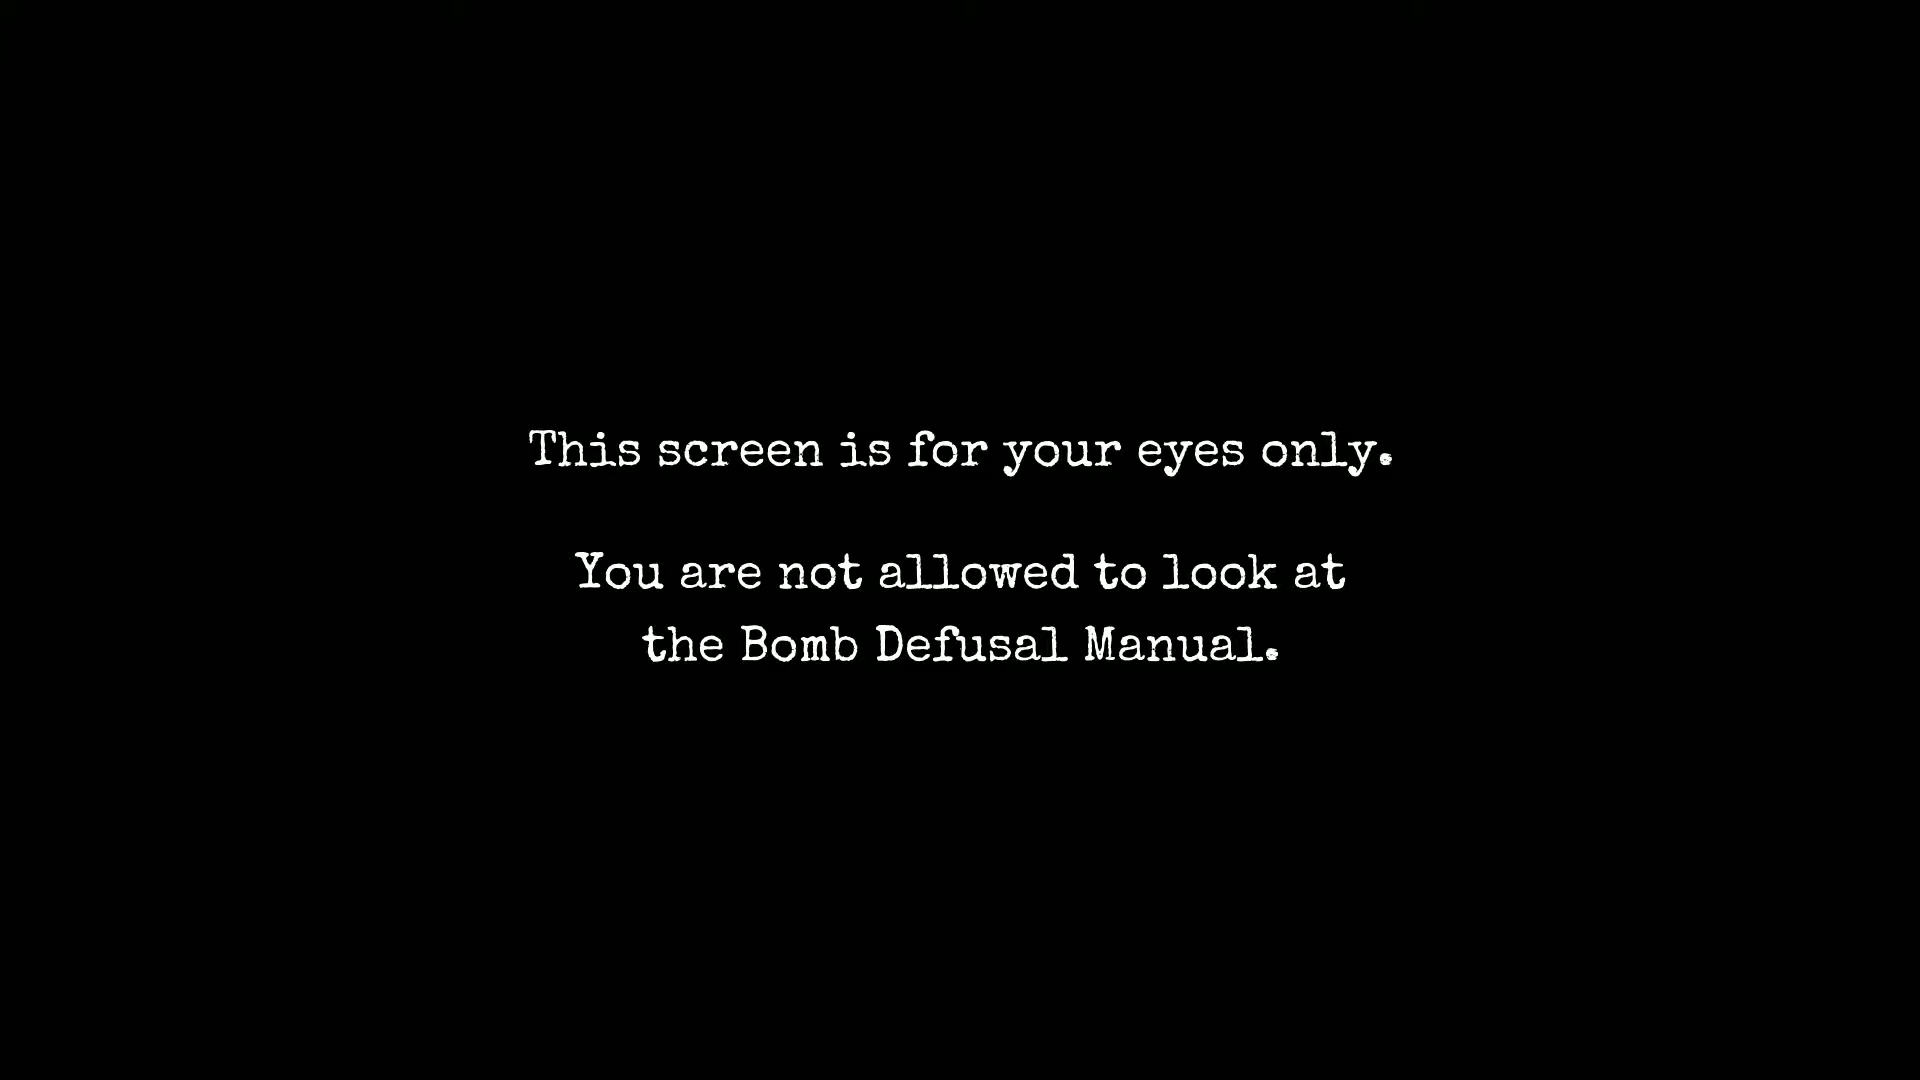 This screen is for your eyes only.
You are not allowed to look at
the Bomb Defusal Manual.